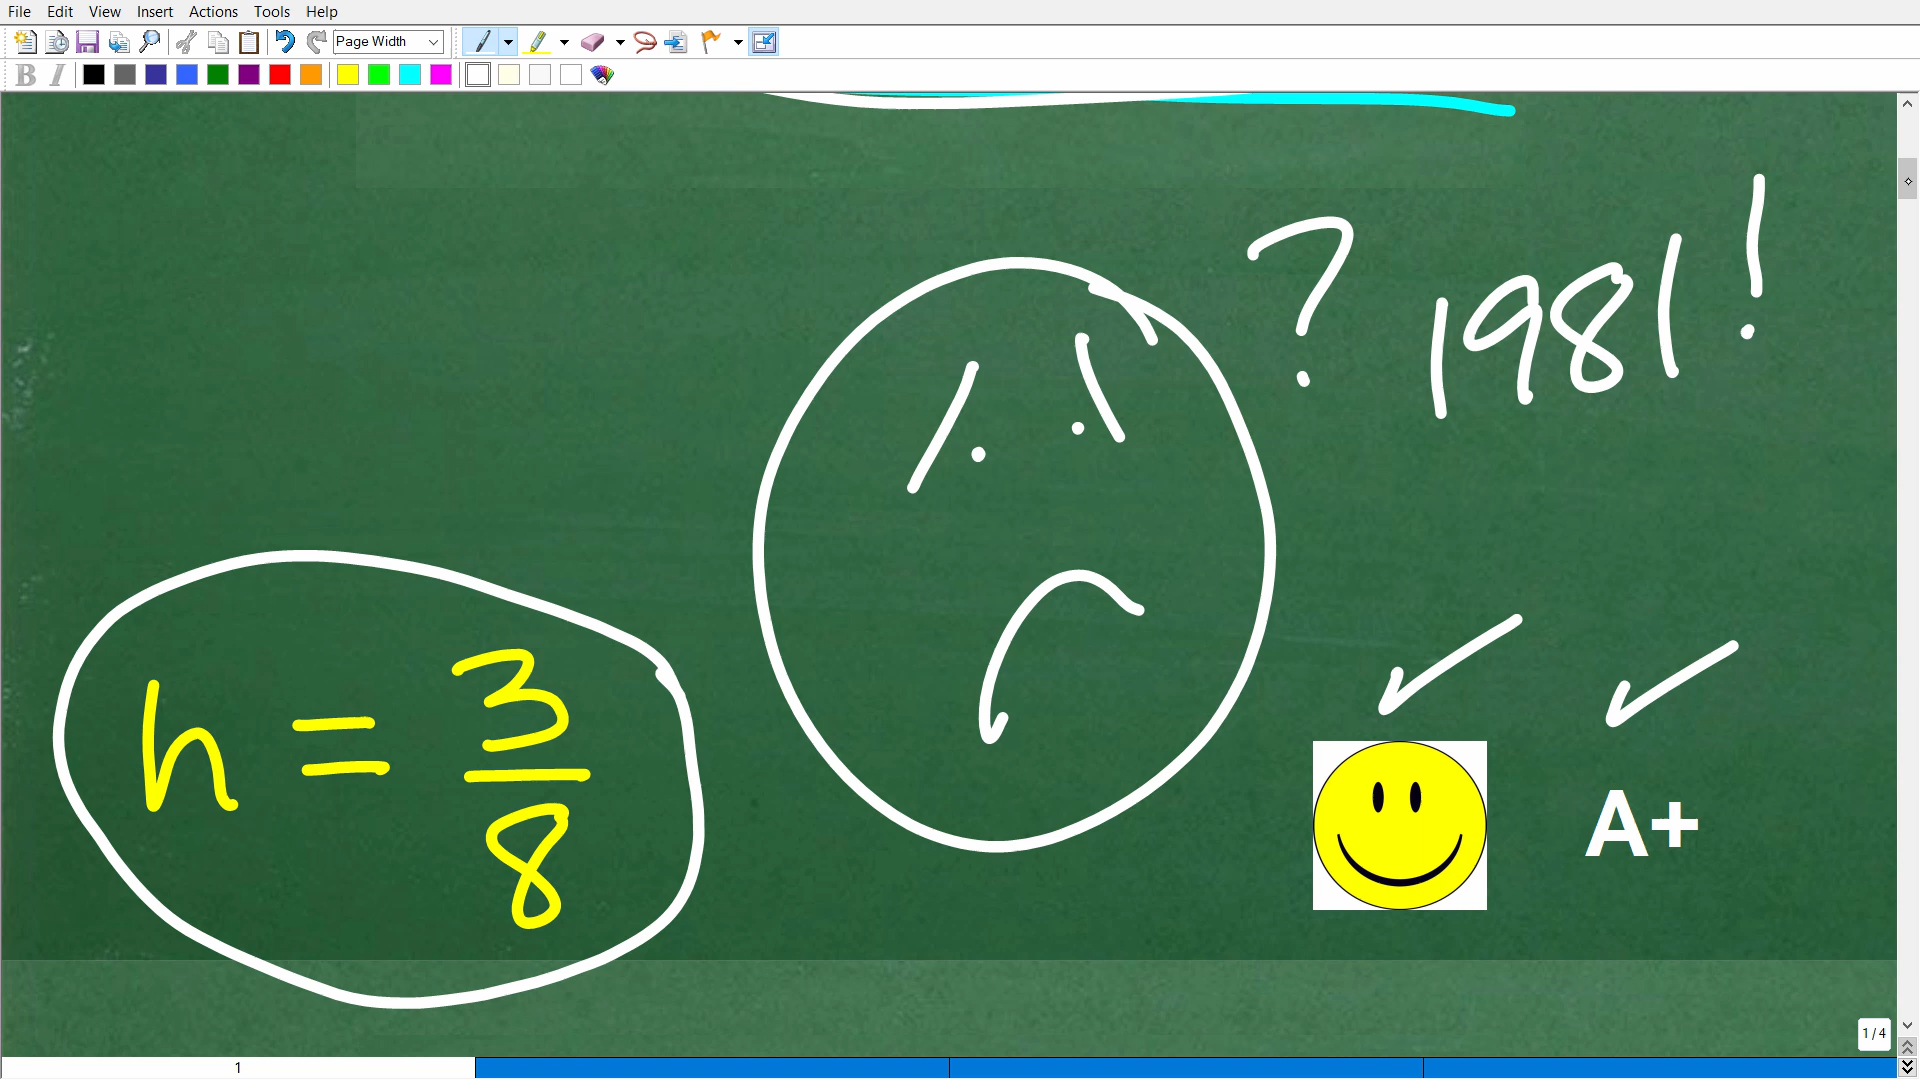 File Edit View Insert Actions Tools Help
Page Width
B I
? 1981!
h = 3/8
A+
1 / 4
1